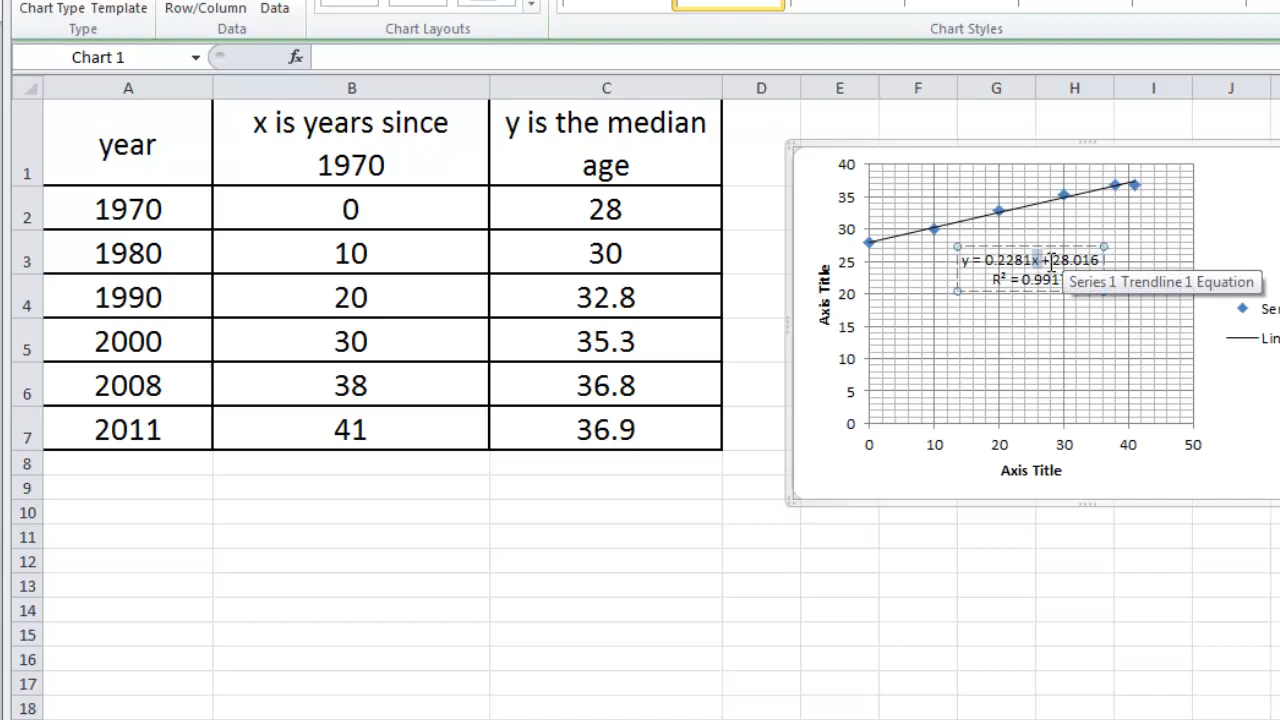 Chart Type Template Row/Column Data
Type Data Chart Layouts Chart Styles
Chart 1 fx
A B C D E F G H I J
year x is years since 1970 y is the median age
1
1970 0 28
2
1980 10 30
3
1990 20 32.8
4
2000 30 35.3
5
2008 38 36.8
6
2011 41 36.9
7
8
9
10
11
12
13
14
15
16
17
18
40
35
30
25
20
15
10
5
0
Axis Title
y = 0.2281x + 28.016
R² = 0.991
Series 1 Trendline 1 Equation
0 10 20 30 40 50
Axis Title